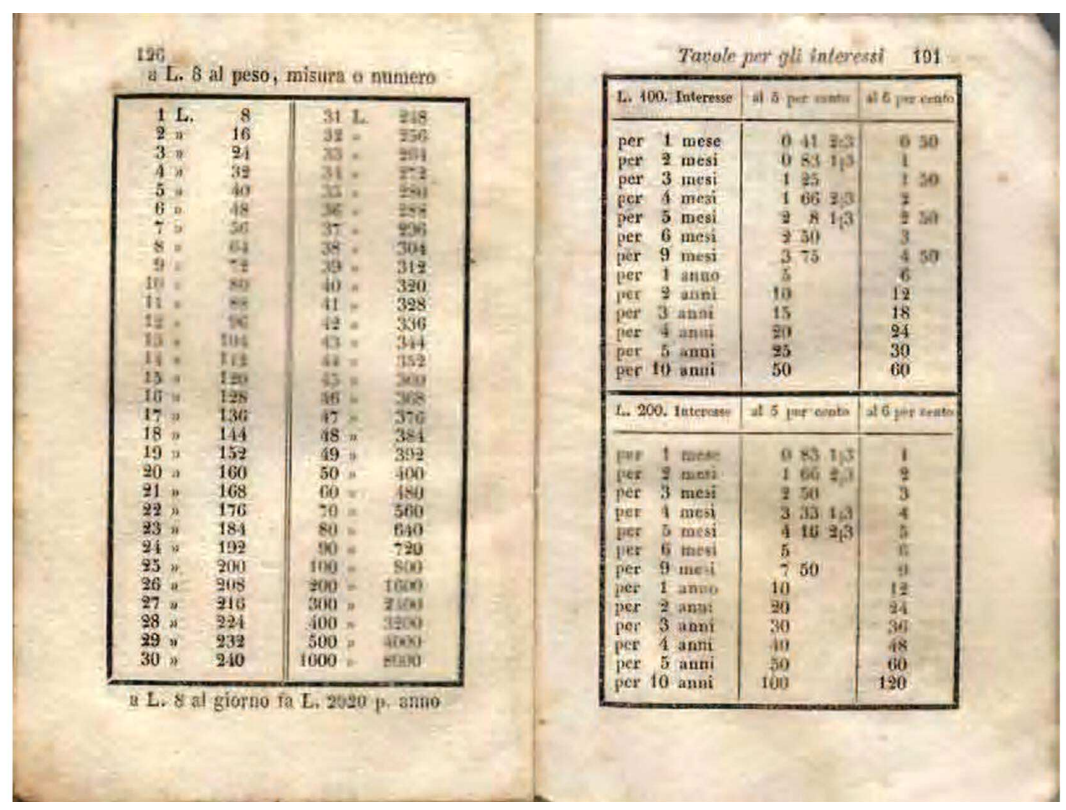 126
a L. 8 al peso, misura o numero
1 L. 8
2 » 16
3 » 24
4 » 32
5 » 40
6 » 48
7 » 56
8 » 64
9 » 72
10 » 80
11 » 88
12 » 96
13 » 104
14 » 112
15 » 120
16 » 128
17 » 136
18 » 144
19 » 152
20 » 160
21 » 168
22 » 176
23 » 184
24 » 192
25 » 200
26 » 208
27 » 216
28 » 224
29 » 232
30 » 240
31 L. 248
32 » 256
33 » 264
34 » 272
35 » 280
36 » 288
37 » 296
38 » 304
39 » 312
40 » 320
41 » 328
42 » 336
43 » 344
44 » 352
45 » 360
46 » 368
47 » 376
48 » 384
49 » 392
50 » 400
60 » 480
70 » 560
80 » 640
90 » 720
100 » 800
200 » 1600
300 » 2400
400 » 3200
500 » 4000
1000 » 8000
a L. 8 al giorno fa L. 2920 p. anno
Tavole per gli interessi 191
L. 100. Interesse al 5 per cento al 6 per cento
per 1 mese 0 41 2;3 0 50
per 2 mesi 0 83 1;3 1
per 3 mesi 1 25 1 50
per 4 mesi 1 66 2;3 2
per 5 mesi 2 8 1;3 2 50
per 6 mesi 2 50 3
per 9 mesi 3 75 4 50
per 1 anno 5 6
per 2 anni 10 12
per 3 anni 15 18
per 4 anni 20 24
per 5 anni 25 30
per 10 anni 50 60
L. 200. Interesse al 5 per cento al 6 per cento
per 1 mese 0 83 1;3 1
per 2 mesi 1 66 2;3 2
per 3 mesi 2 50 3
per 4 mesi 3 33 1;3 4
per 5 mesi 4 16 2;3 5
per 6 mesi 5 6
per 9 mesi 7 50 9
per 1 anno 10 12
per 2 anni 20 24
per 3 anni 30 36
per 4 anni 40 48
per 5 anni 50 60
per 10 anni 100 120